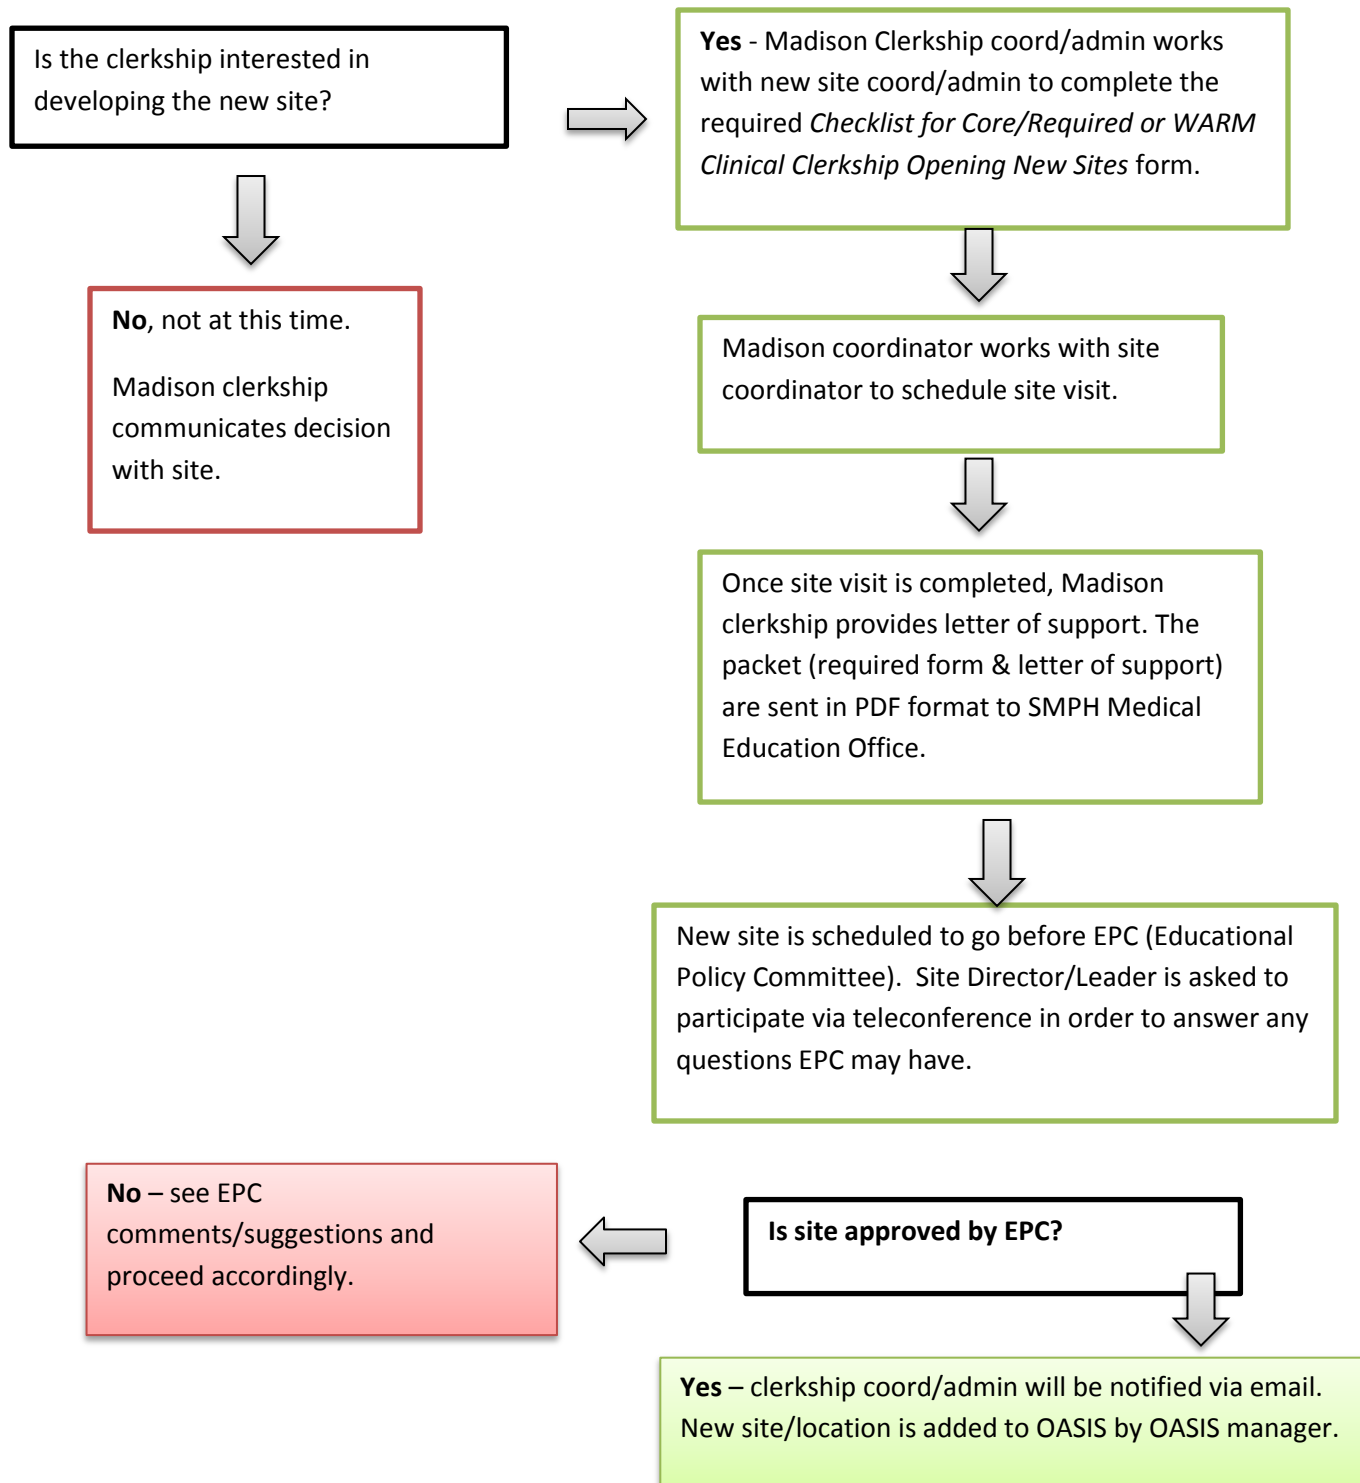 Is the clerkship interested in
developing the new site?
Yes - Madison Clerkship coord/admin works
with new site coord/admin to complete the
required Checklist for Core/Required or WARM
Clinical Clerkship Opening New Sites form.
No, not at this time.
Madison clerkship
communicates decision
with site.
Madison coordinator works with site
coordinator to schedule site visit.
Once site visit is completed, Madison
clerkship provides letter of support. The
packet (required form & letter of support)
are sent in PDF format to SMPH Medical
Education Office.
New site is scheduled to go before EPC (Educational
Policy Committee).  Site Director/Leader is asked to
participate via teleconference in order to answer any
questions EPC may have.
Is site approved by EPC?
No – see EPC
comments/suggestions and
proceed accordingly.
Yes – clerkship coord/admin will be notified via email.
New site/location is added to OASIS by OASIS manager.